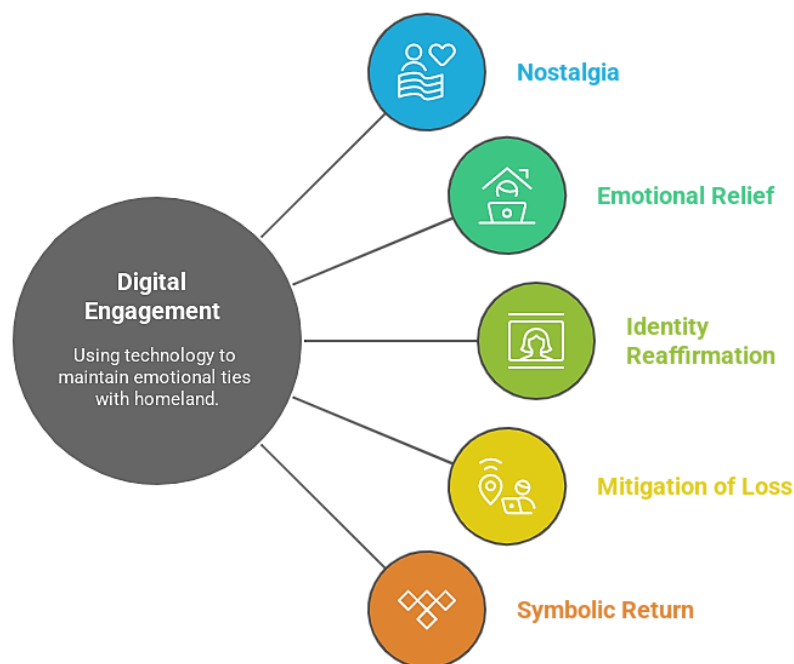 Nostalgia
Emotional Relief
Digital
Engagement
Using technology to
maintain emotional ties
with homeland.
Identity
Reaffirmation
Mitigation of Loss
Symbolic Return